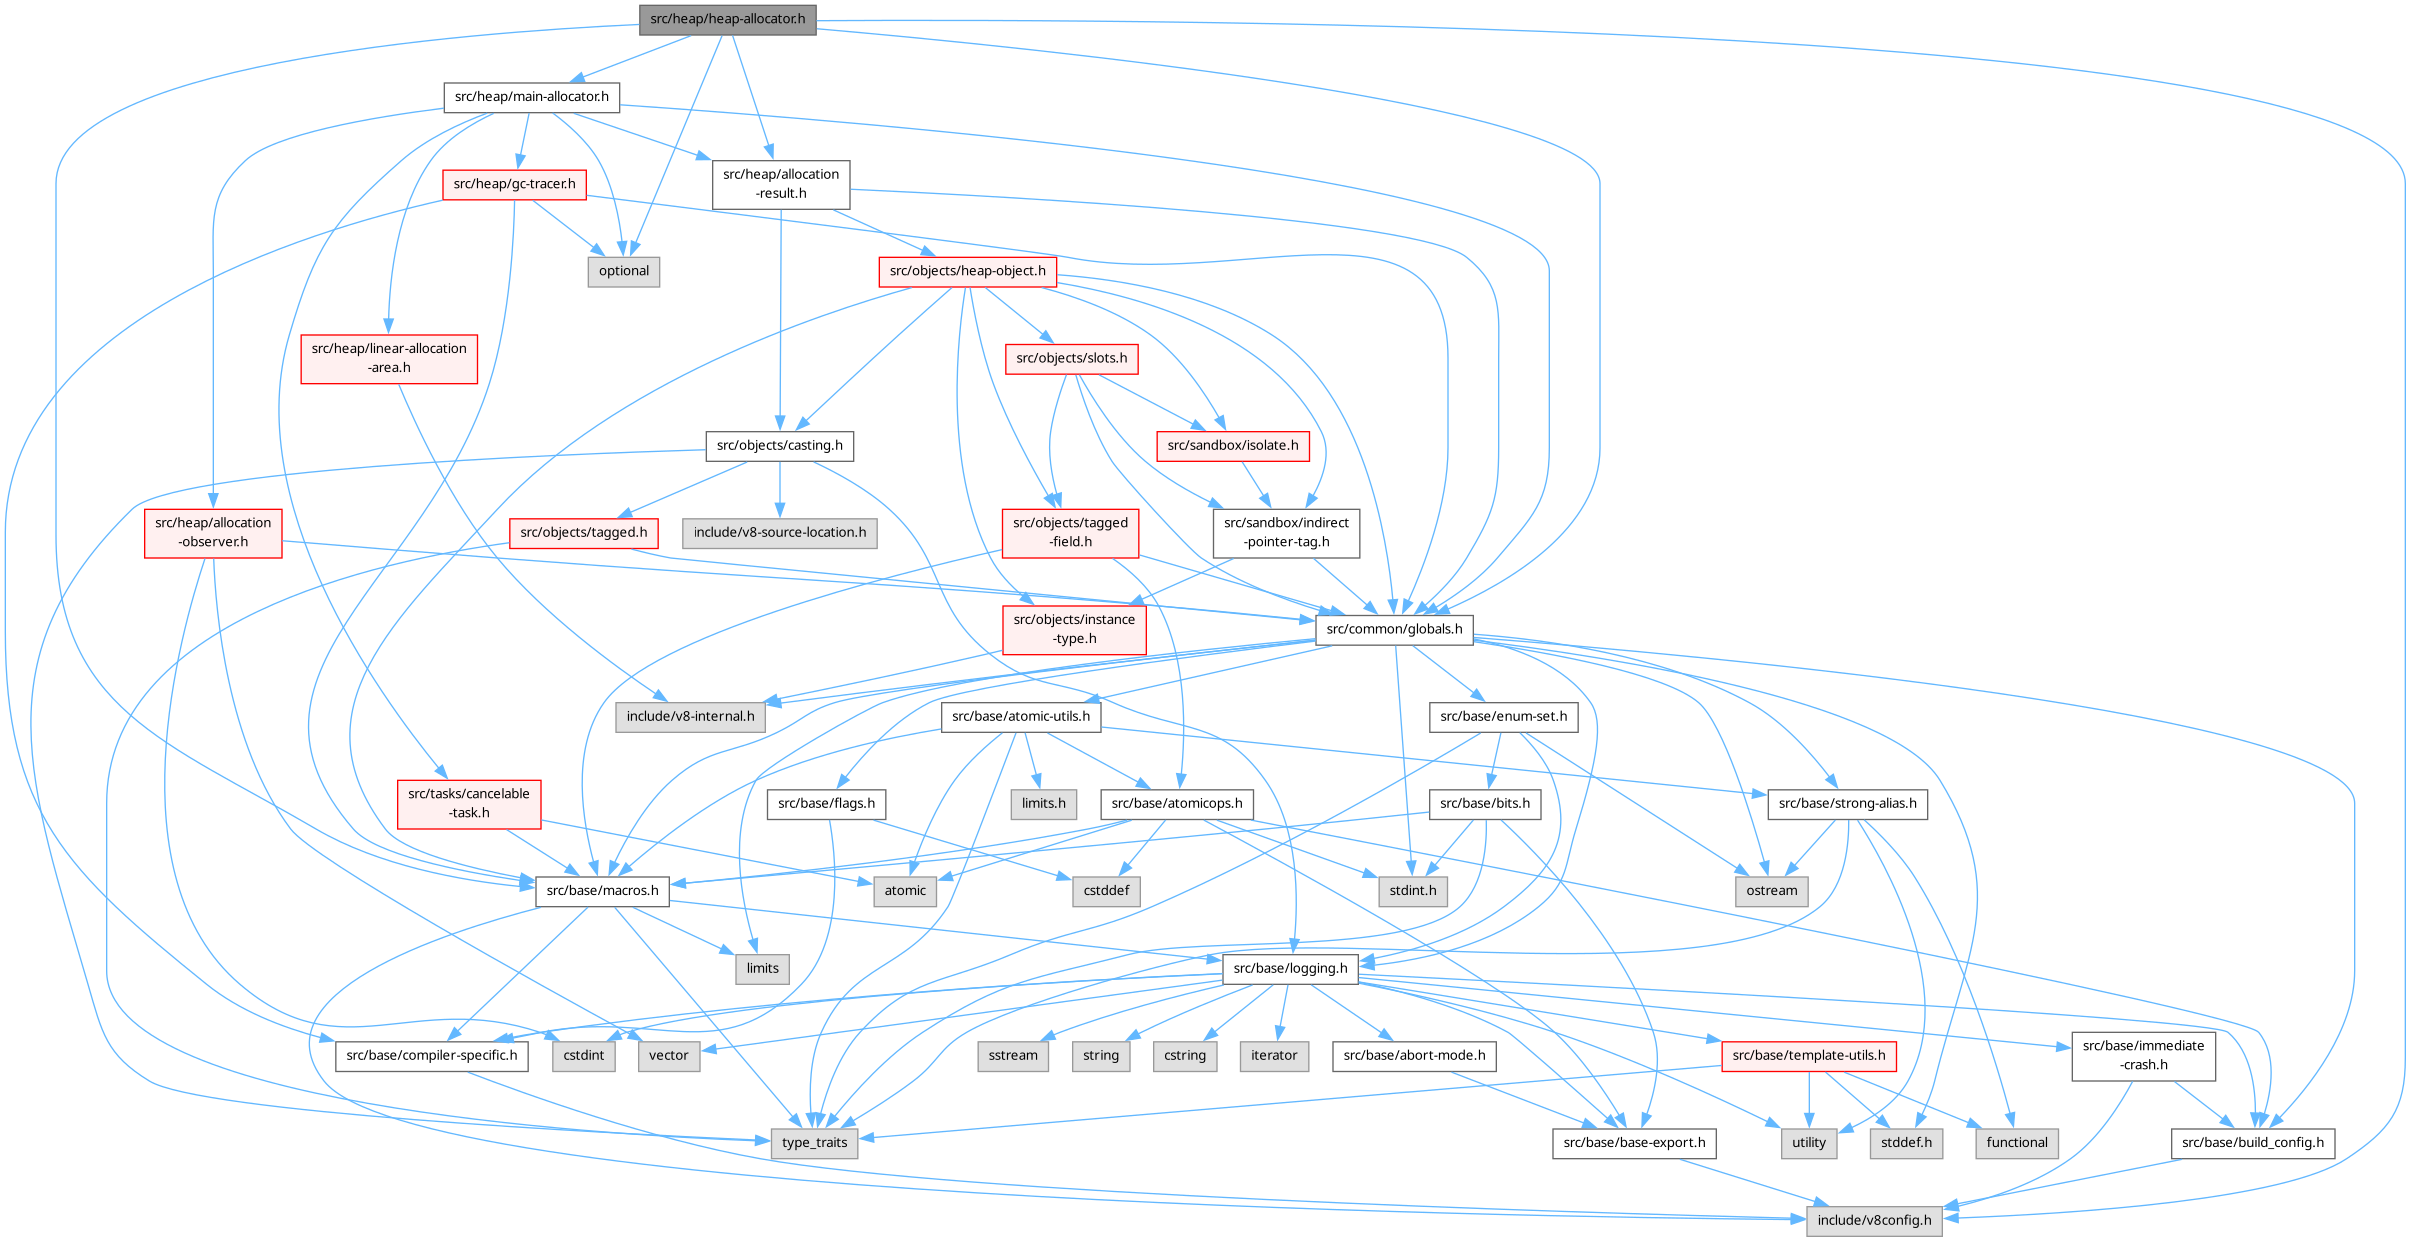 src/heap/heap-allocator.h
src/heap/main-allocator.h
src/heap/gc-tracer.h
src/heap/allocation
-result.h
optional
src/objects/heap-object.h
src/heap/linear-allocation
-area.h
src/objects/slots.h
src/objects/casting.h
src/sandbox/isolate.h
src/heap/allocation
-observer.h
src/objects/tagged.h
include/v8-source-location.h
src/objects/tagged
-field.h
src/sandbox/indirect
-pointer-tag.h
src/objects/instance
-type.h
src/common/globals.h
include/v8-internal.h
src/base/atomic-utils.h
src/base/enum-set.h
src/tasks/cancelable
-task.h
src/base/flags.h
limits.h
src/base/atomicops.h
src/base/bits.h
src/base/strong-alias.h
src/base/macros.h
atomic
cstddef
stdint.h
ostream
limits
src/base/logging.h
src/base/compiler-specific.h
cstdint
vector
sstream
string
cstring
iterator
src/base/abort-mode.h
src/base/template-utils.h
src/base/immediate
-crash.h
type_traits
src/base/base-export.h
utility
stddef.h
functional
src/base/build_config.h
include/v8config.h